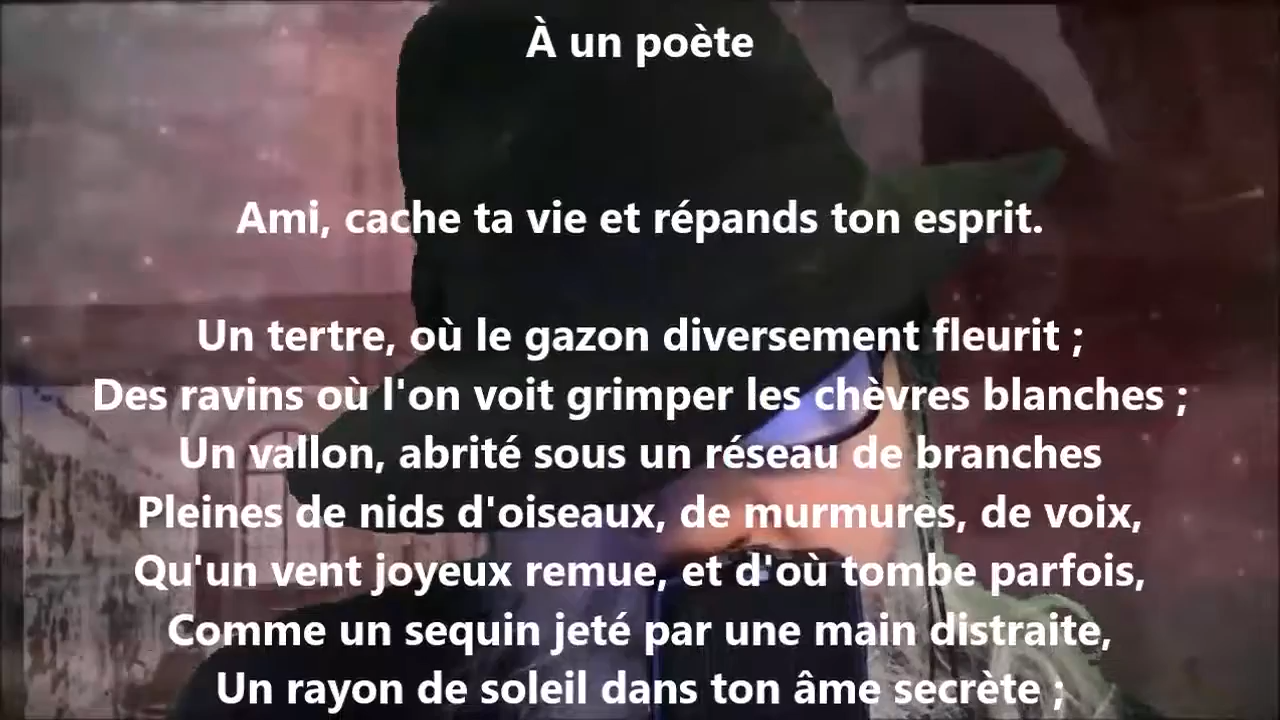 À un poète
Ami, cache ta vie et répands ton esprit.
Un tertre, où le gazon diversement fleurit ;
Des ravins où l'on voit grimper les chèvres blanches ;
Un vallon, abrité sous un réseau de branches
Pleines de nids d'oiseaux, de murmures, de voix,
Qu'un vent joyeux remue, et d'où tombe parfois,
Comme un sequin jeté par une main distraite,
Un rayon de soleil dans ton âme secrète ;